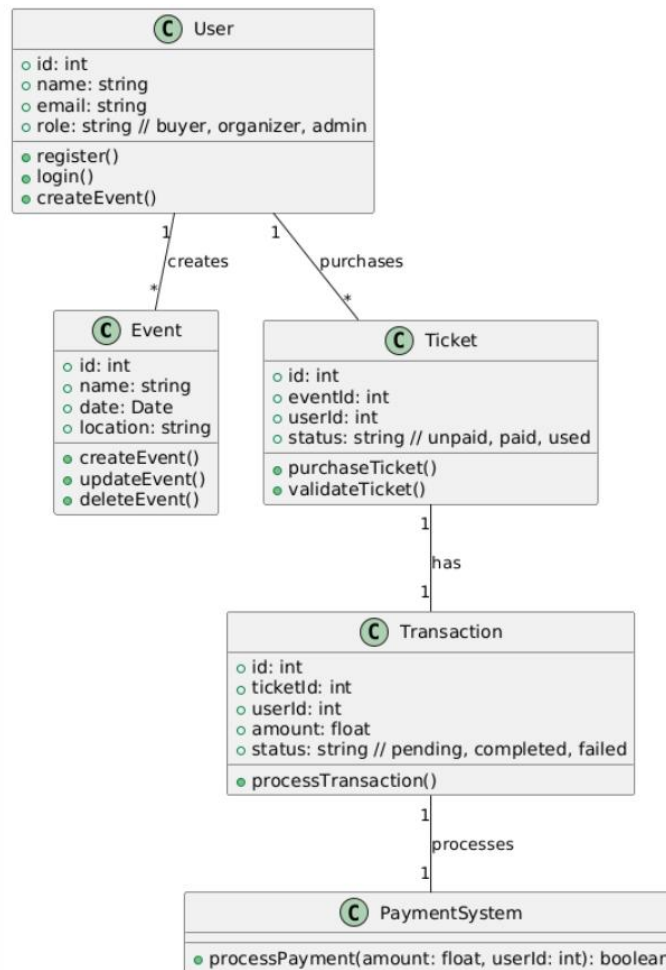 C User
id: int
name: string
email: string
role: string // buyer, organizer, admin
register()
login()
createEvent()
1 1
creates purchases
* *
C Event
id: int
name: string
date: Date
location: string
createEvent()
updateEvent()
deleteEvent()
C Ticket
id: int
eventId: int
userId: int
status: string // unpaid, paid, used
purchaseTicket()
validateTicket()
1
has
1
C Transaction
id: int
ticketId: int
userId: int
amount: float
status: string // pending, completed, failed
processTransaction()
1
processes
1
C PaymentSystem
processPayment(amount: float, userId: int): boolean